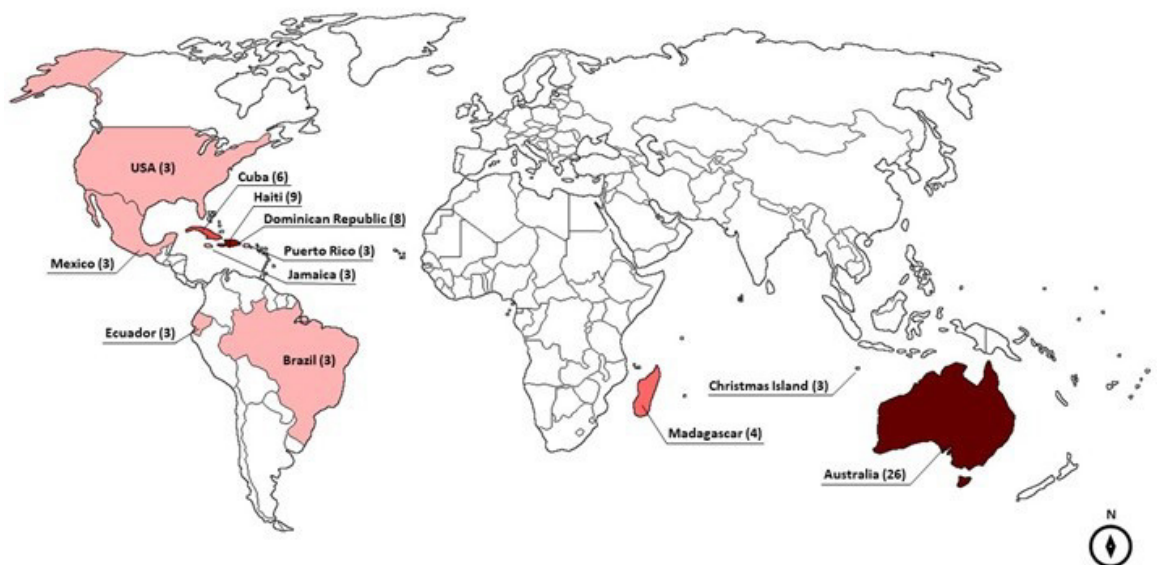 USA (3)
Cuba (6)
Haiti (9)
Dominican Republic (8)
Puerto Rico (3)
Mexico (3)
Jamaica (3)
Ecuador (3)
Brazil (3)
Christmas Island (3)
Madagascar (4)
Australia (26)
N